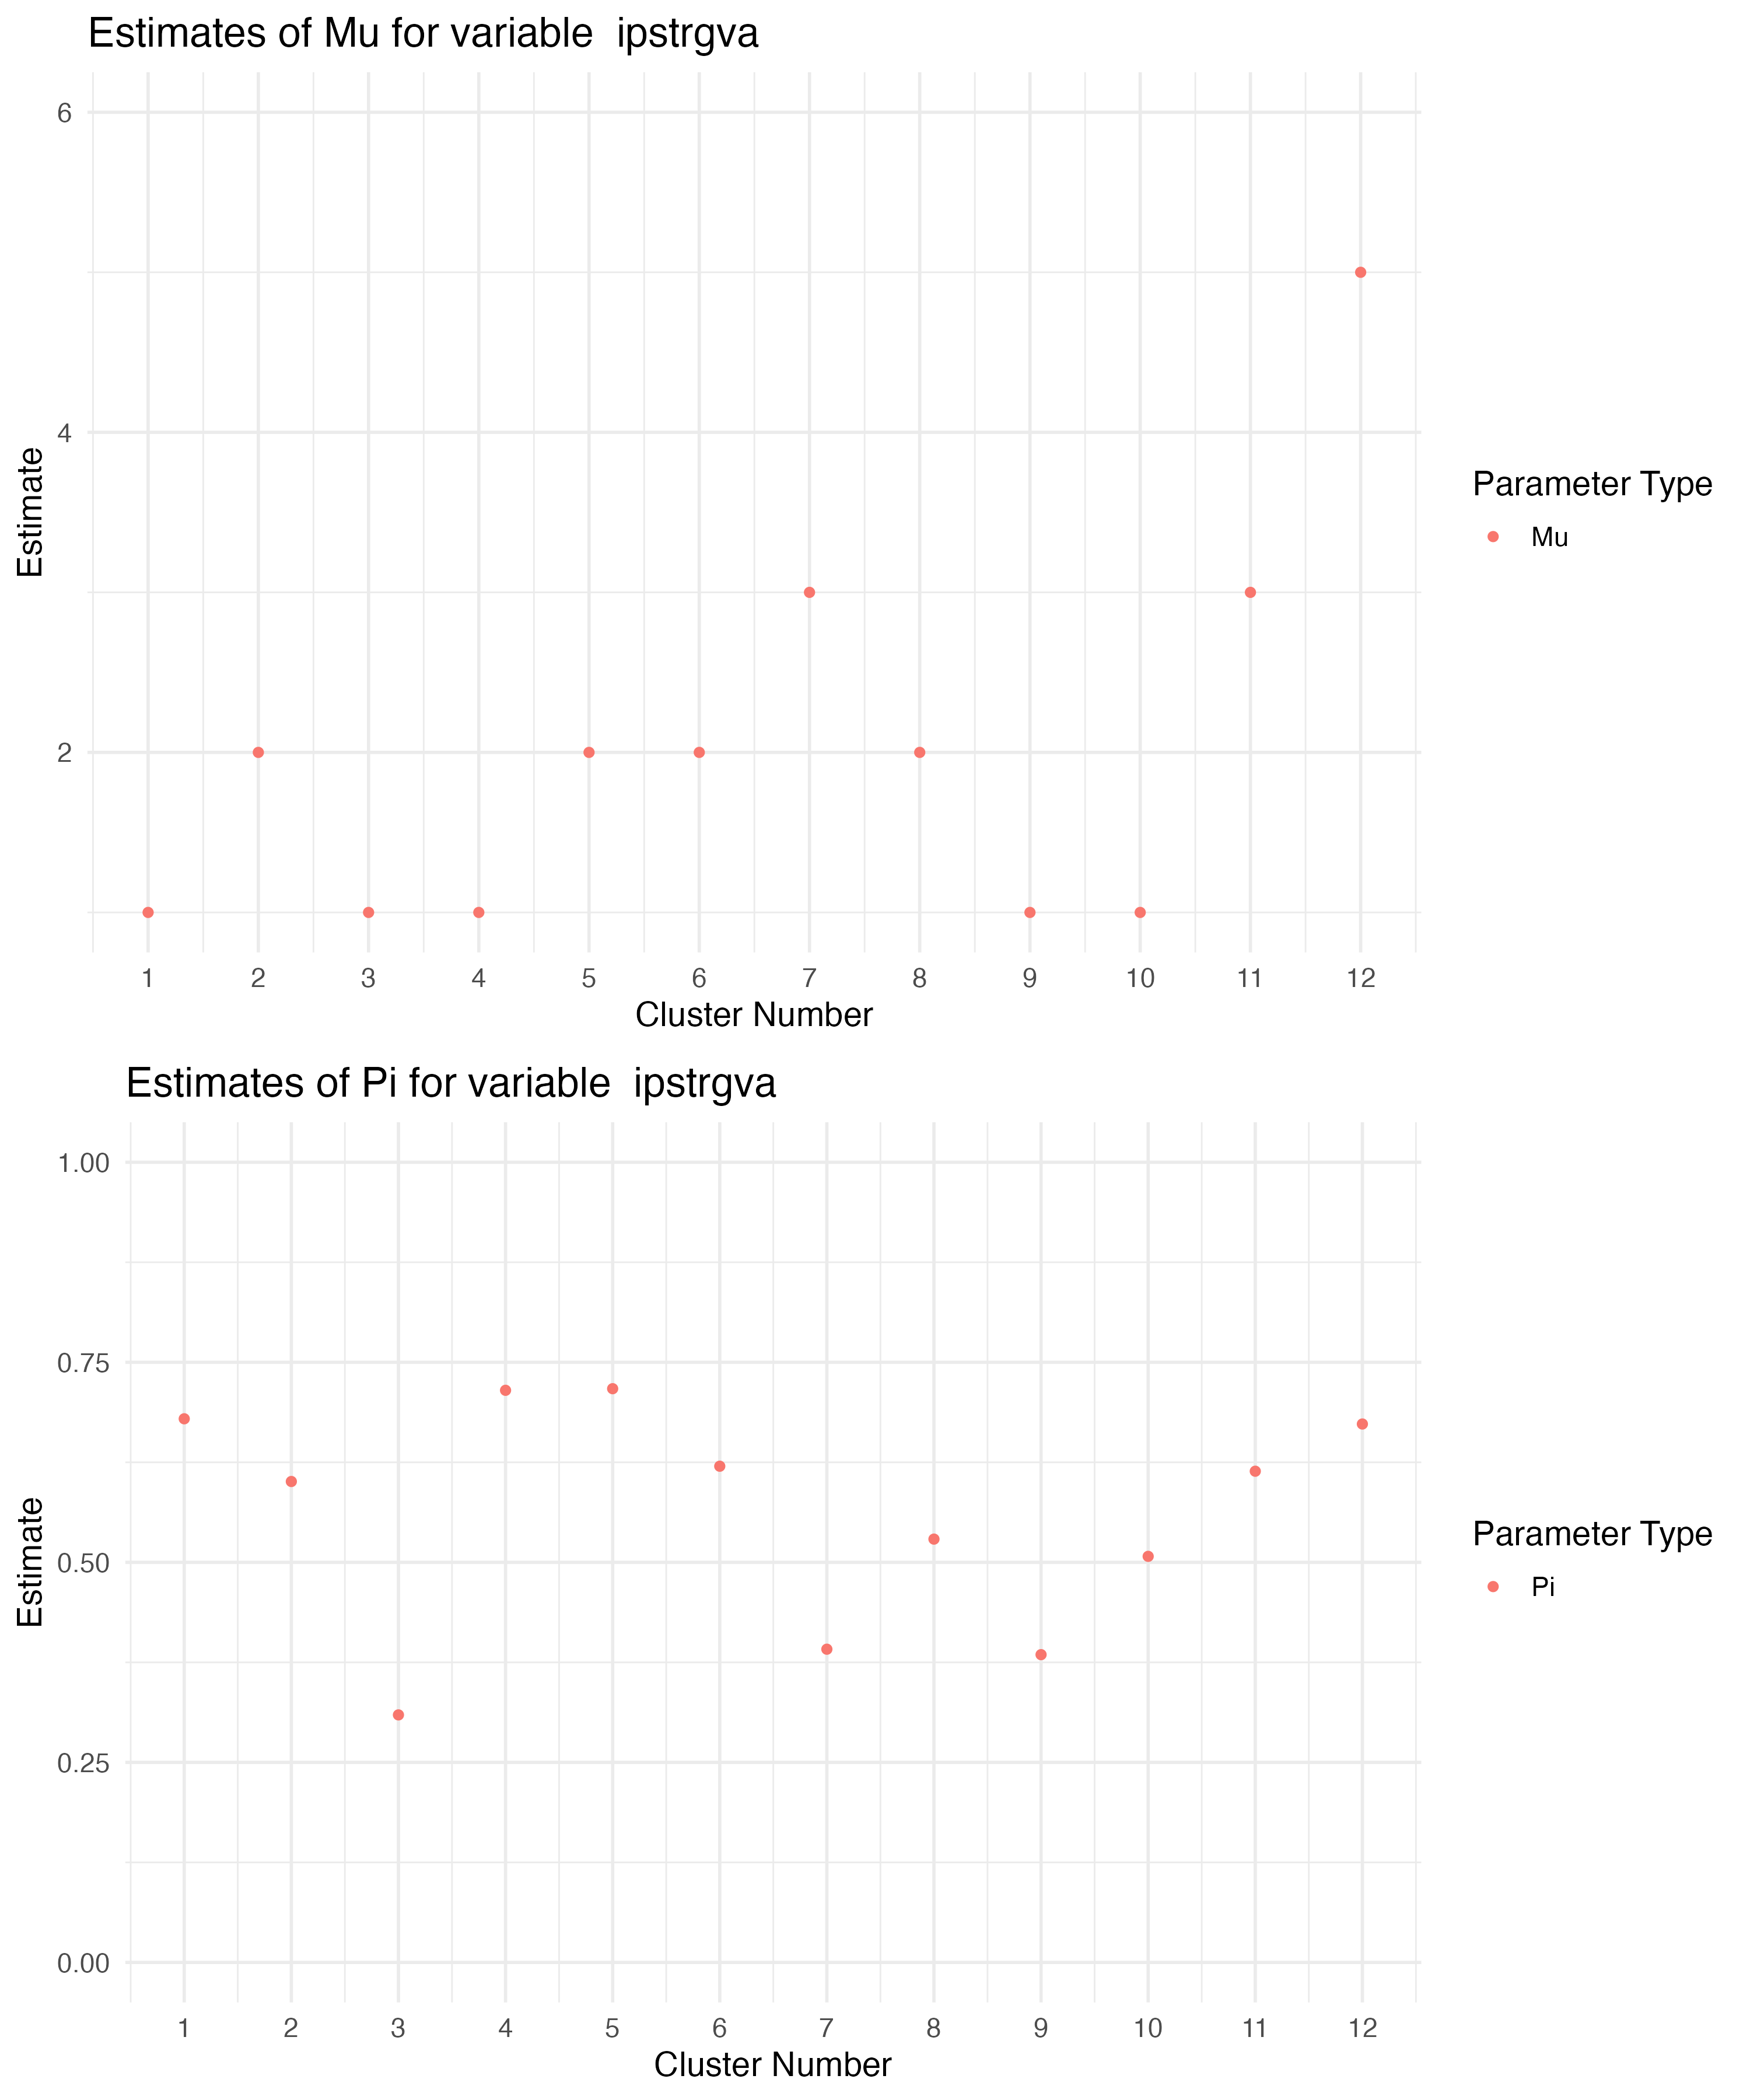 Estimates of Mu for variable  ipstrgva
6
4
2
Estimate
1 2 3 4 5 6 7 8 9 10 11 12
Cluster Number
Parameter Type
Mu
Estimates of Pi for variable  ipstrgva
1.00
0.75
0.50
0.25
0.00
Estimate
1 2 3 4 5 6 7 8 9 10 11 12
Cluster Number
Parameter Type
Pi